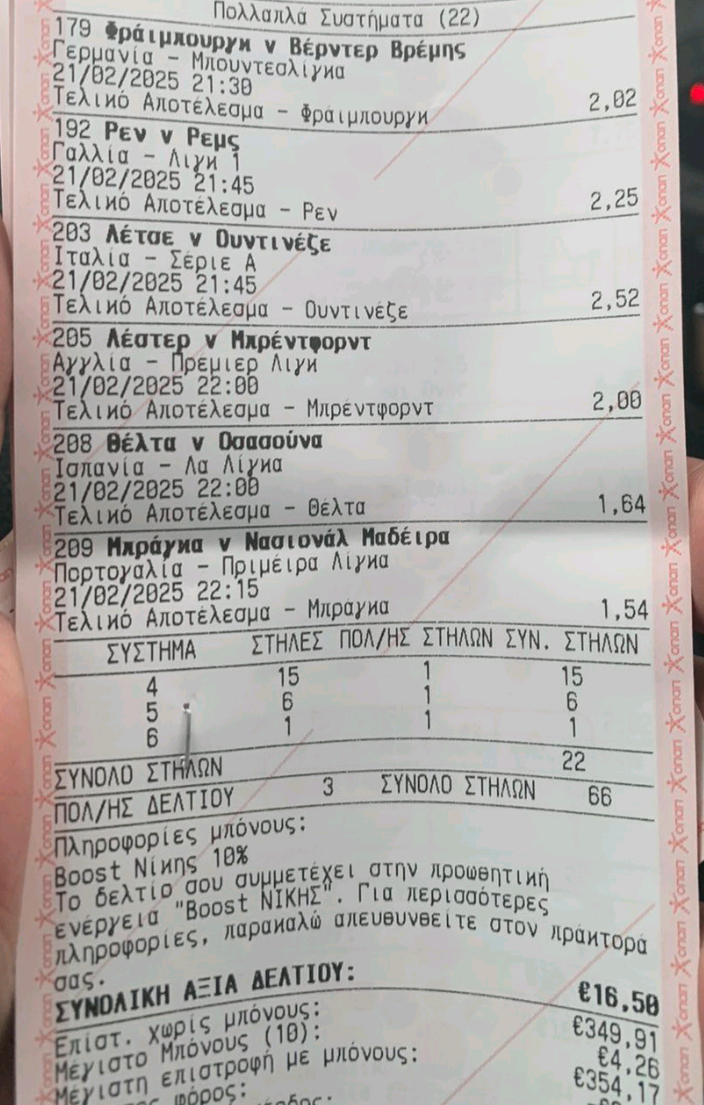 Πολλαπλά Συστήματα (22)
179 Φράιμπουργκ v Βέρντερ Βρέμης
Γερμανία - Μπουντεσλίγκα
21/02/2025 21:30
Τελικό Αποτέλεσμα - Φράιμπουργκ 2,02
192 Ρεν v Ρεμς
Γαλλία - Λιγκ 1
21/02/2025 21:45
Τελικό Αποτέλεσμα - Ρεν 2,25
203 Λέτσε v Ουντινέζε
Ιταλία - Σέριε Α
21/02/2025 21:45
Τελικό Αποτέλεσμα - Ουντινέζε 2,52
205 Λέστερ v Μπρέντφορντ
Αγγλία - Πρέμιερ Λιγκ
21/02/2025 22:00
Τελικό Αποτέλεσμα - Μπρέντφορντ 2,00
208 Θέλτα v Οσασούνα
Ισπανία - Λα Λίγκα
21/02/2025 22:00
Τελικό Αποτέλεσμα - Θέλτα 1,64
209 Μπράγκα v Νασιονάλ Μαδέιρα
Πορτογαλία - Πριμέιρα Λίγκα
21/02/2025 22:15
Τελικό Αποτέλεσμα - Μπράγκα 1,54
ΣΥΣΤΗΜΑ ΣΤΗΛΕΣ ΠΟΛ/ΗΣ ΣΤΗΛΩΝ ΣΥΝ. ΣΤΗΛΩΝ
4 15 1 15
5 6 1 6
6 1 1 1
ΣΥΝΟΛΟ ΣΤΗΛΩΝ 22
ΠΟΛ/ΗΣ ΔΕΛΤΙΟΥ 3 ΣΥΝΟΛΟ ΣΤΗΛΩΝ 66
Πληροφορίες μπόνους:
Boost Νίκης 10%
Το δελτίο σου συμμετέχει στην προωθητική
ενέργεια "Boost ΝΙΚΗΣ". Για περισσότερες
πληροφορίες, παρακαλώ απευθυνθείτε στον πράκτορά
σας.
ΣΥΝΟΛΙΚΗ ΑΞΙΑ ΔΕΛΤΙΟΥ: €16,50
Επίστ. χωρίς μπόνους: €349,91
Μέγιστο Μπόνους (10): €4,26
Μέγιστη επιστροφή με μπόνους: €354,17
φόρος: